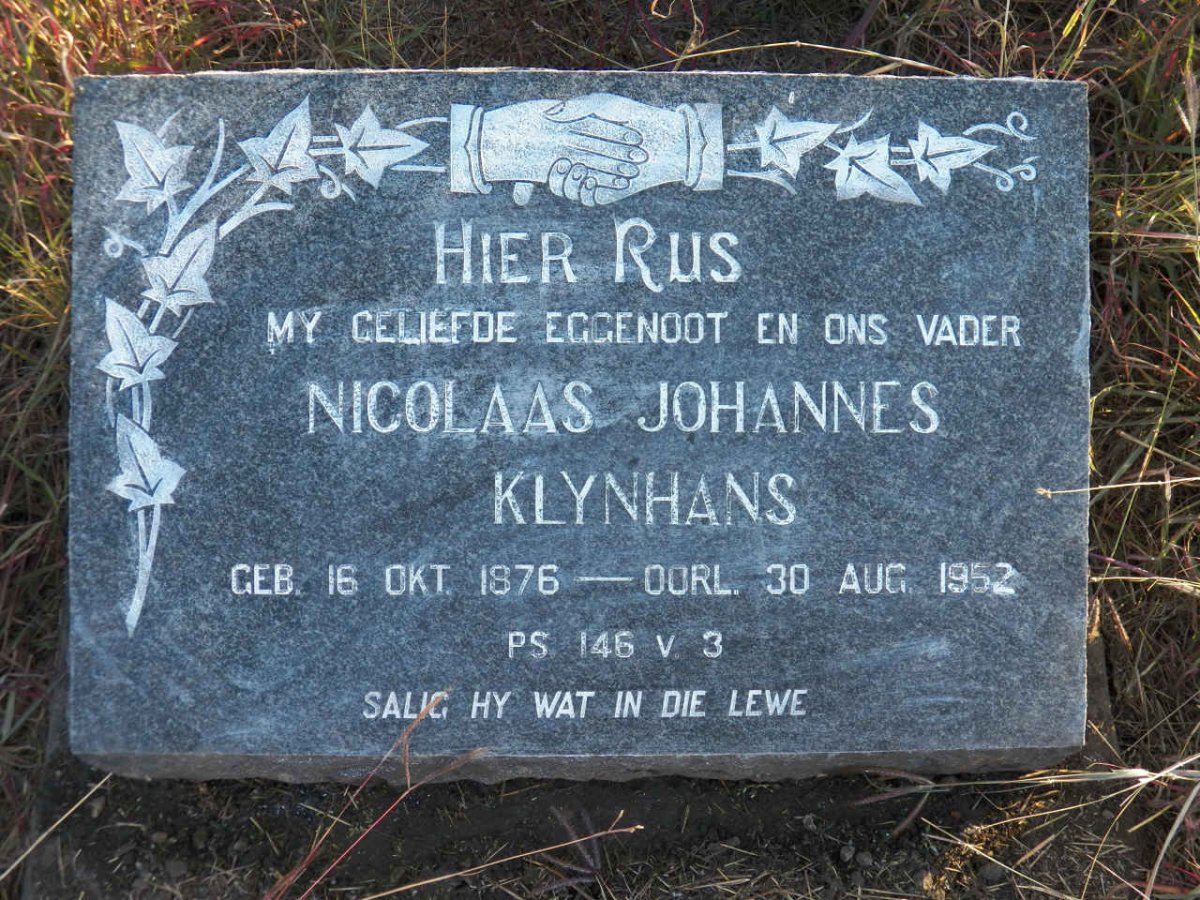 HIER RUS
MY GELIEFDE EGGENOOT EN ONS VADER
NICOLAAS JOHANNES
KLYNHANS
GEB. 16 OKT. 1876 — OORL. 30 AUG. 1952
PS 146 V. 3
SALIG HY WAT IN DIE LEWE